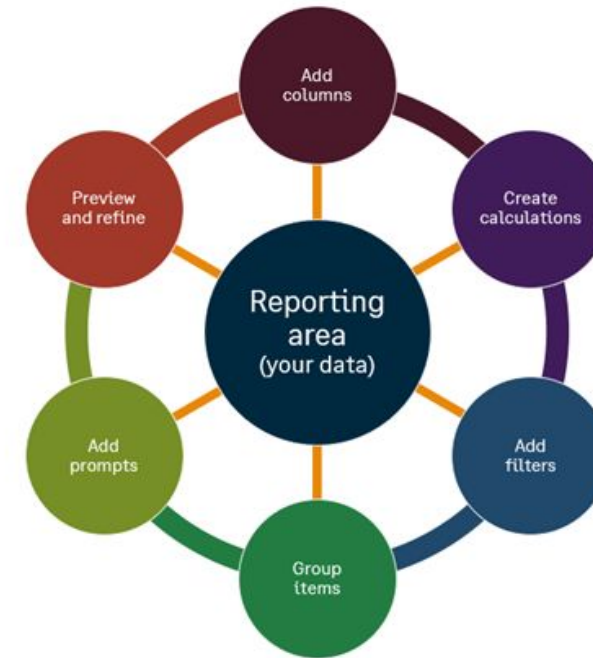 Add
columns
Create
calculations
Add
filters
Group
items
Add
prompts
Preview
and refine
Reporting
area
(your data)